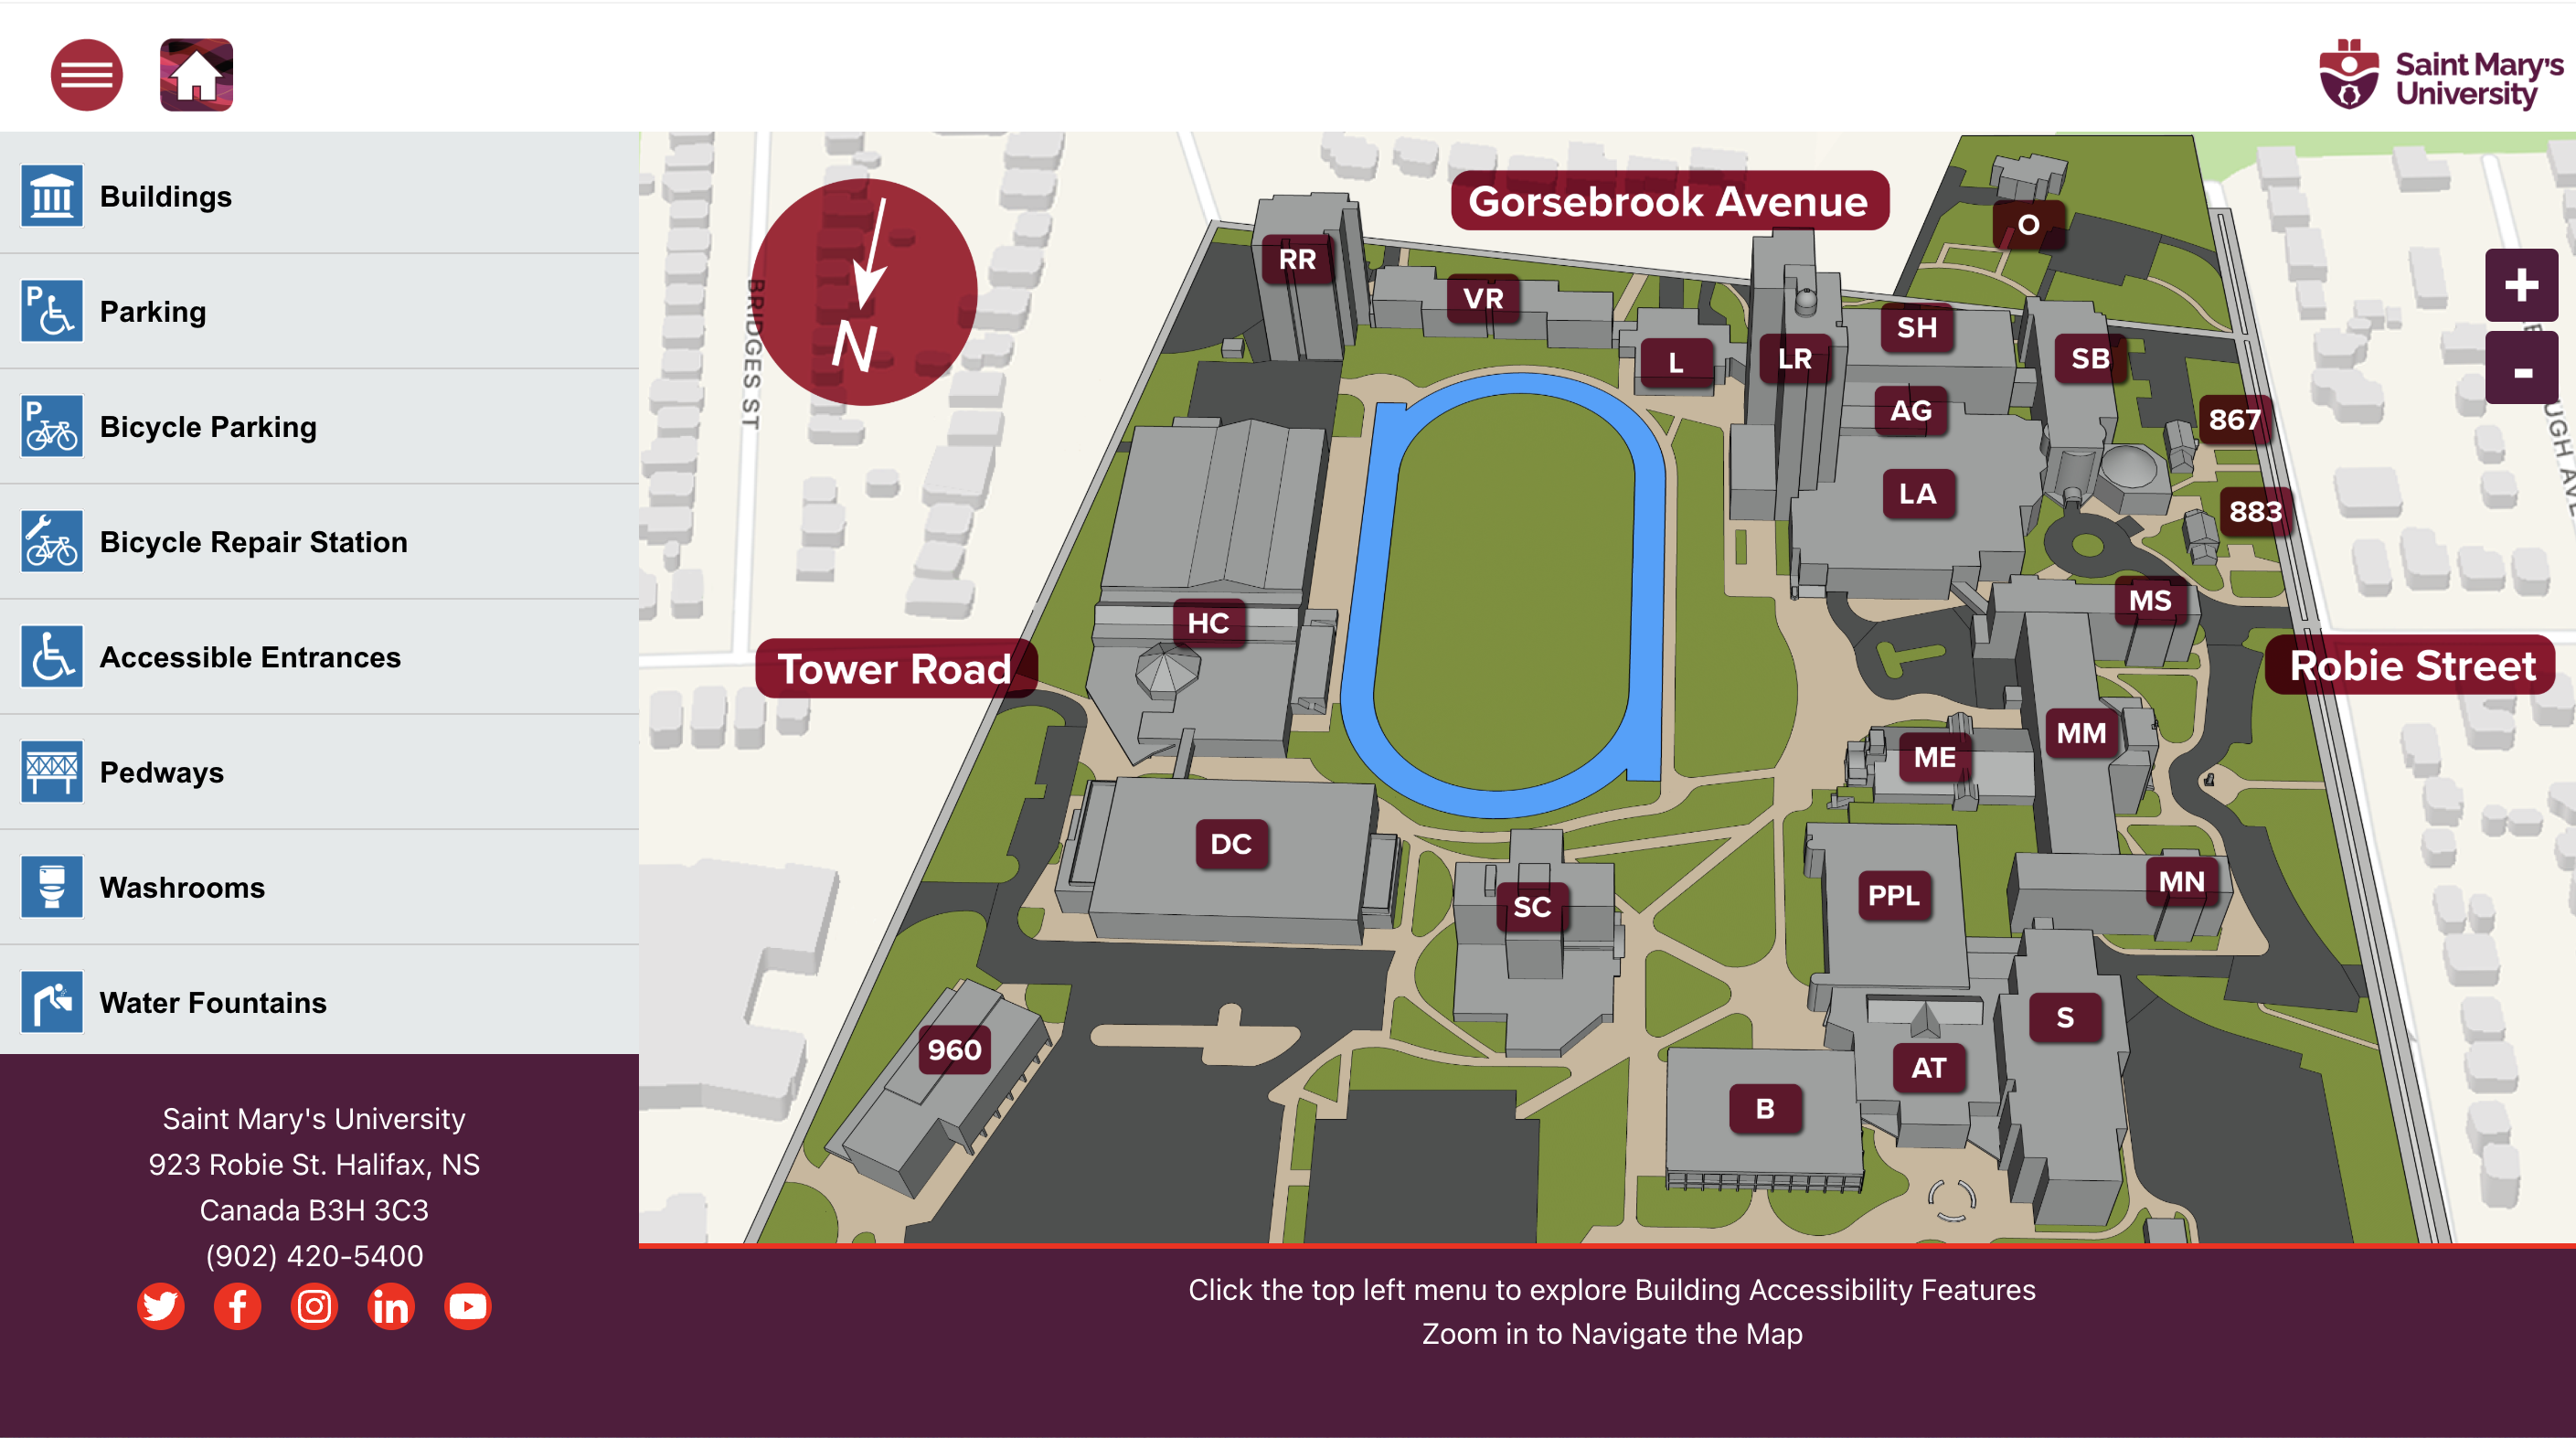 Saint Mary's
University
Buildings
P
Parking
P
Bicycle Parking
Bicycle Repair Station
Accessible Entrances
Pedways
Washrooms
Water Fountains
Saint Mary's University
923 Robie St. Halifax, NS
Canada B3H 3C3
(902) 420-5400
BRIDGES ST
N
Gorsebrook Avenue
O
RR
VR
SH
L
LR
SB
AG
867
LA
883
+
-
HC
MS
Tower Road
Robie Street
MM
ME
DC
PPL
MN
SC
S
960
AT
B
Click the top left menu to explore Building Accessibility Features
Zoom in to Navigate the Map